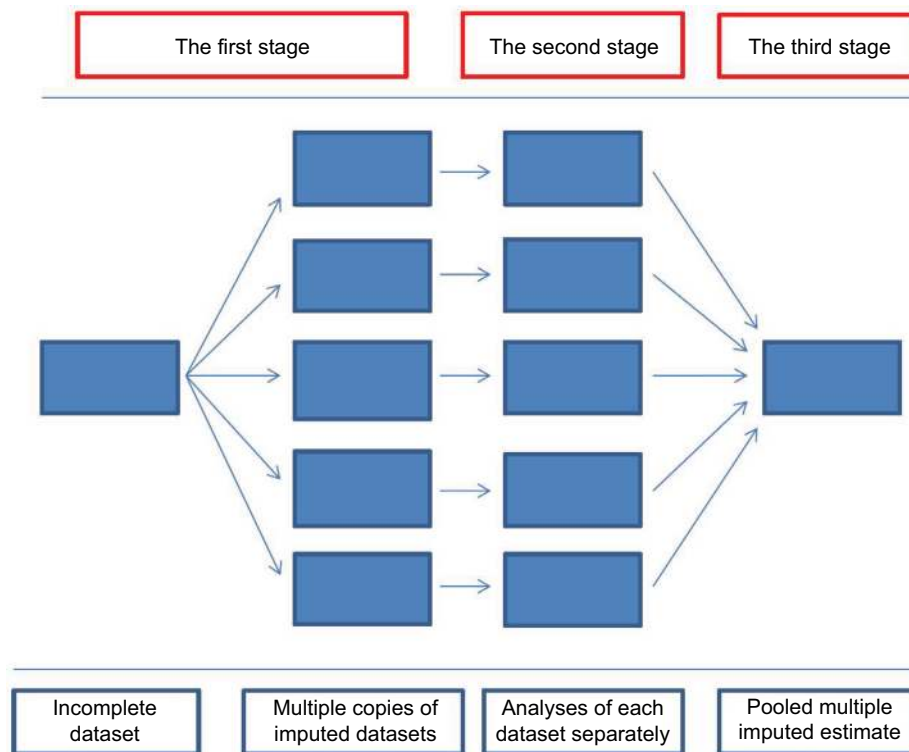 The first stage
The second stage
The third stage
Incomplete
dataset
Multiple copies of
imputed datasets
Analyses of each
dataset separately
Pooled multiple
imputed estimate